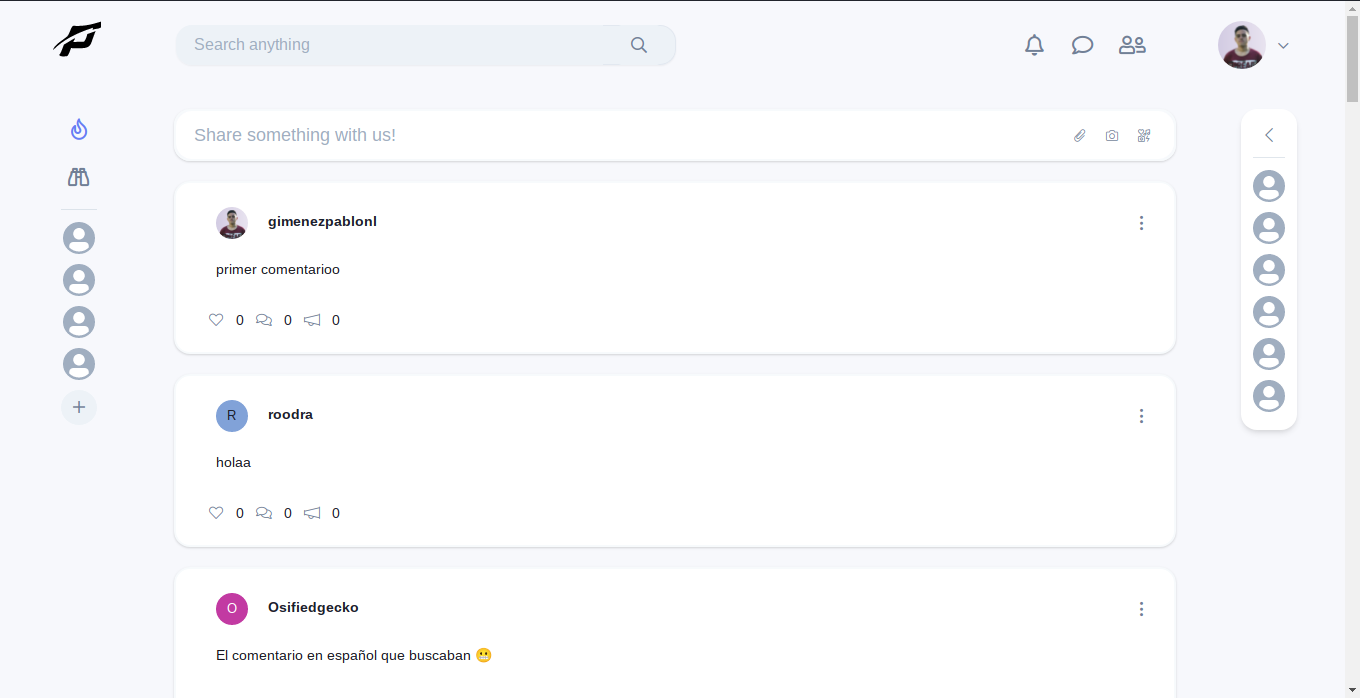 Search anything
Share something with us!
gimenezpablonl
primer comentarioo
0 0 0
R roodra
holaa
0 0 0
O Osifiedgecko
El comentario en español que buscaban 😬